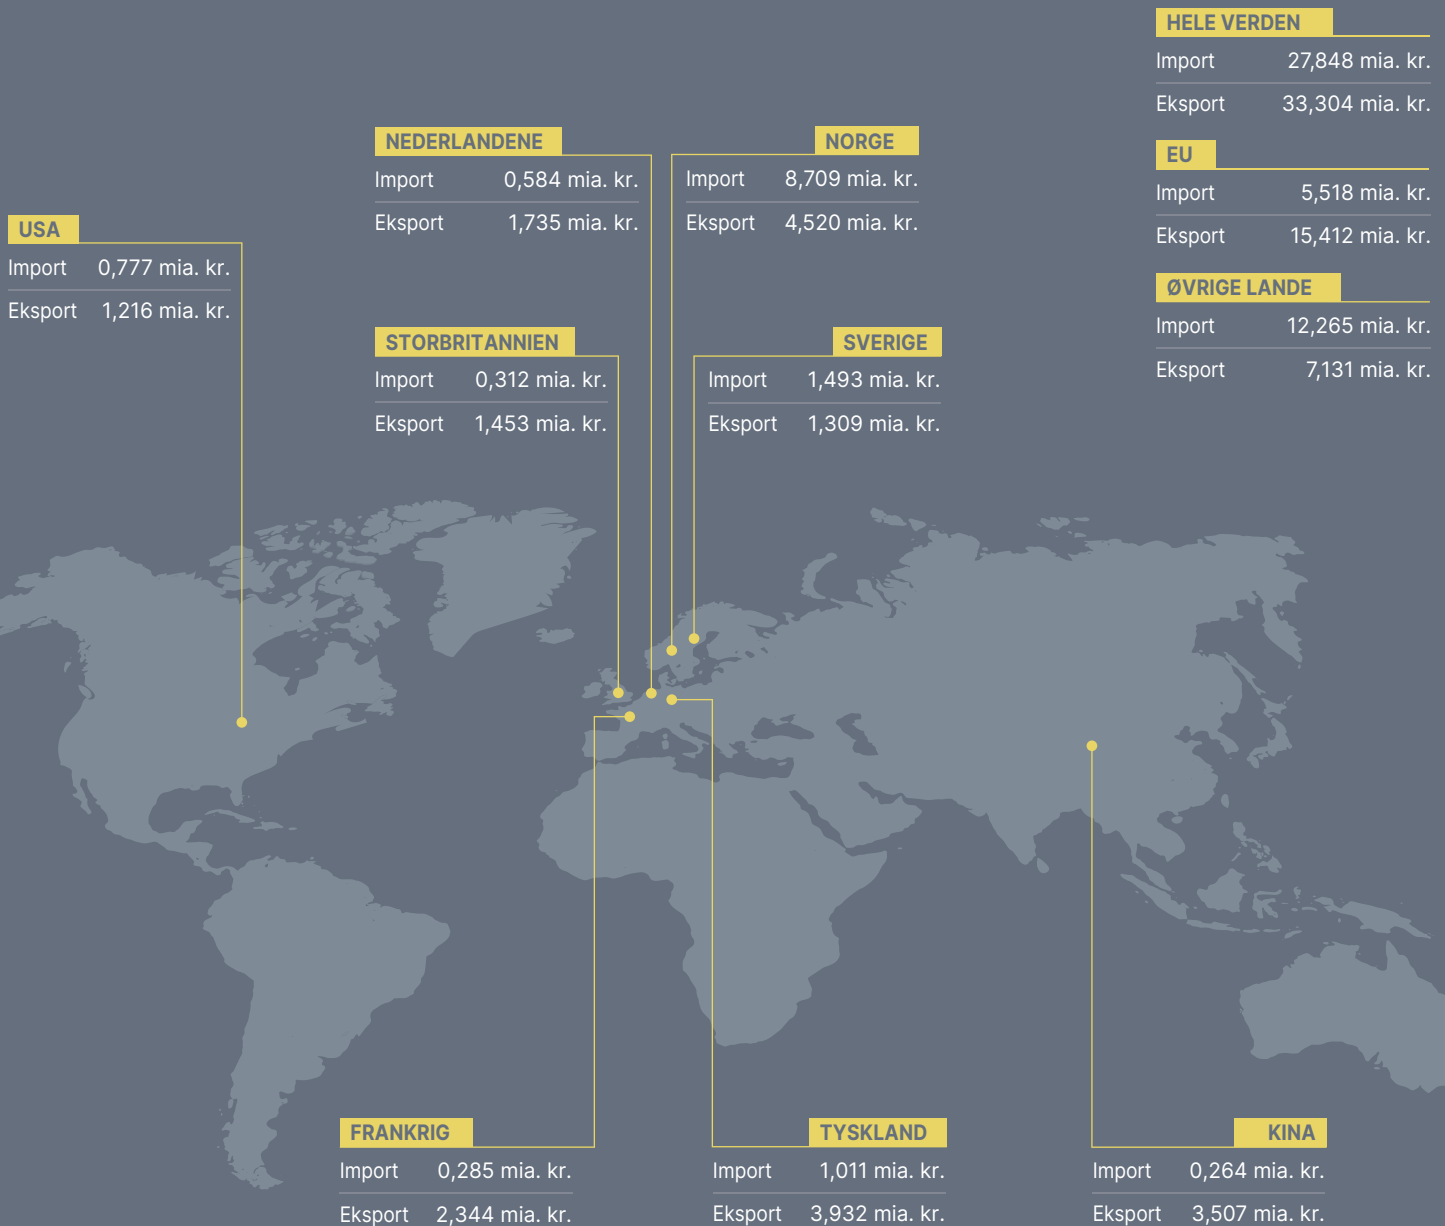 HELE VERDEN
Import 27,848 mia. kr.
Eksport 33,304 mia. kr.
NEDERLANDENE
Import 0,584 mia. kr.
Eksport 1,735 mia. kr.
NORGE
Import 8,709 mia. kr.
Eksport 4,520 mia. kr.
EU
Import 5,518 mia. kr.
Eksport 15,412 mia. kr.
USA
Import 0,777 mia. kr.
Eksport 1,216 mia. kr.
ØVRIGE LANDE
Import 12,265 mia. kr.
Eksport 7,131 mia. kr.
STORBRITANNIEN
Import 0,312 mia. kr.
Eksport 1,453 mia. kr.
SVERIGE
Import 1,493 mia. kr.
Eksport 1,309 mia. kr.
FRANKRIG
Import 0,285 mia. kr.
Eksport 2,344 mia. kr.
TYSKLAND
Import 1,011 mia. kr.
Eksport 3,932 mia. kr.
KINA
Import 0,264 mia. kr.
Eksport 3,507 mia. kr.